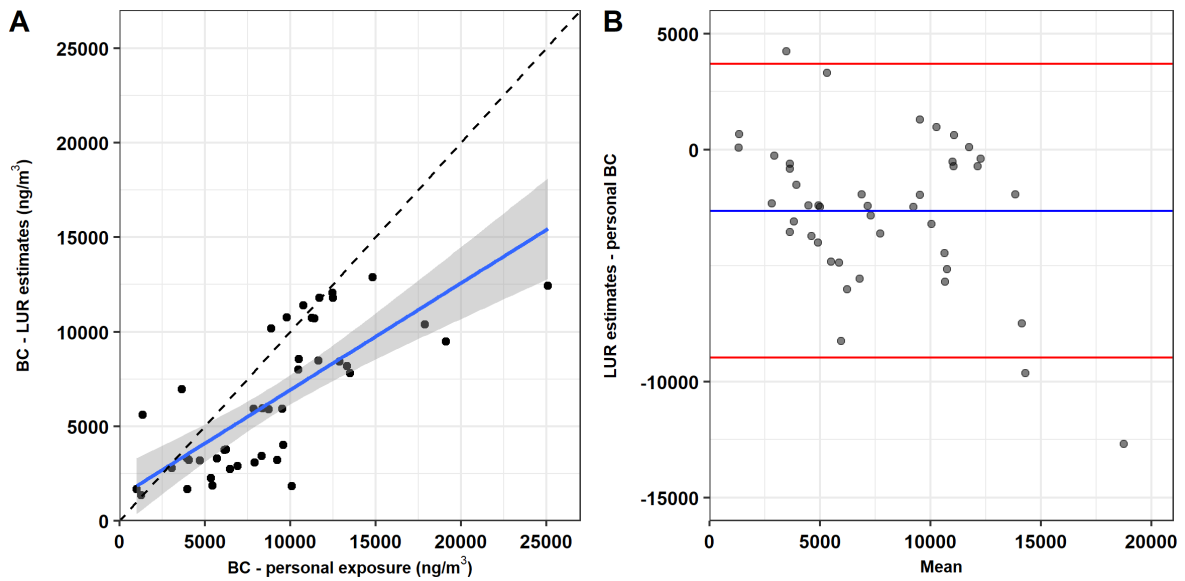 A
25000
20000
15000
10000
5000
0
BC - LUR estimates (ng/m³)
0 5000 10000 15000 20000 25000
BC - personal exposure (ng/m³)
B
5000
0
-10000
-15000
LUR estimates - personal BC
0 5000 10000 15000 20000
Mean